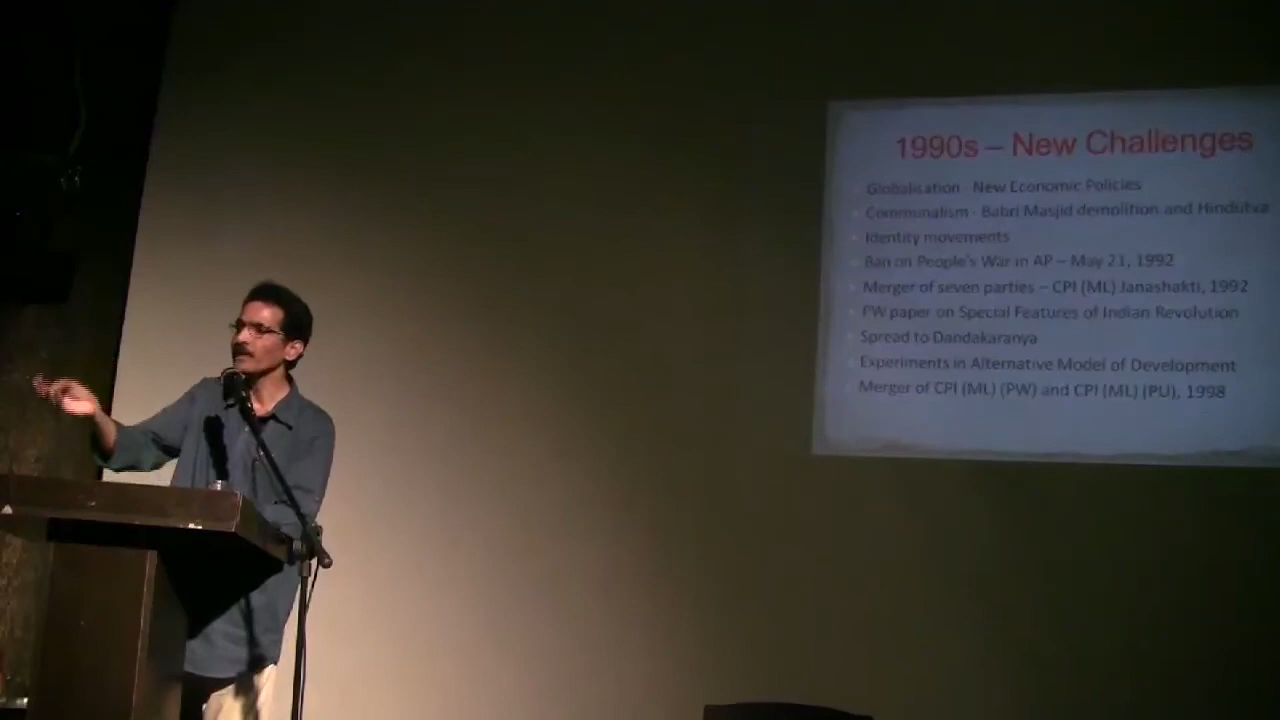 1990s – New Challenges
Globalisation - New Economic Policies
Communalism - Babri Masjid demolition and Hindutva
Identity movements
Ban on People's War in AP – May 21, 1992
Merger of seven parties – CPI (ML) Janashakti, 1992
PW paper on Special Features of Indian Revolution
Spread to Dandakaranya
Experiments in Alternative Model of Development
Merger of CPI (ML) (PW) and CPI (ML) (PU), 1998